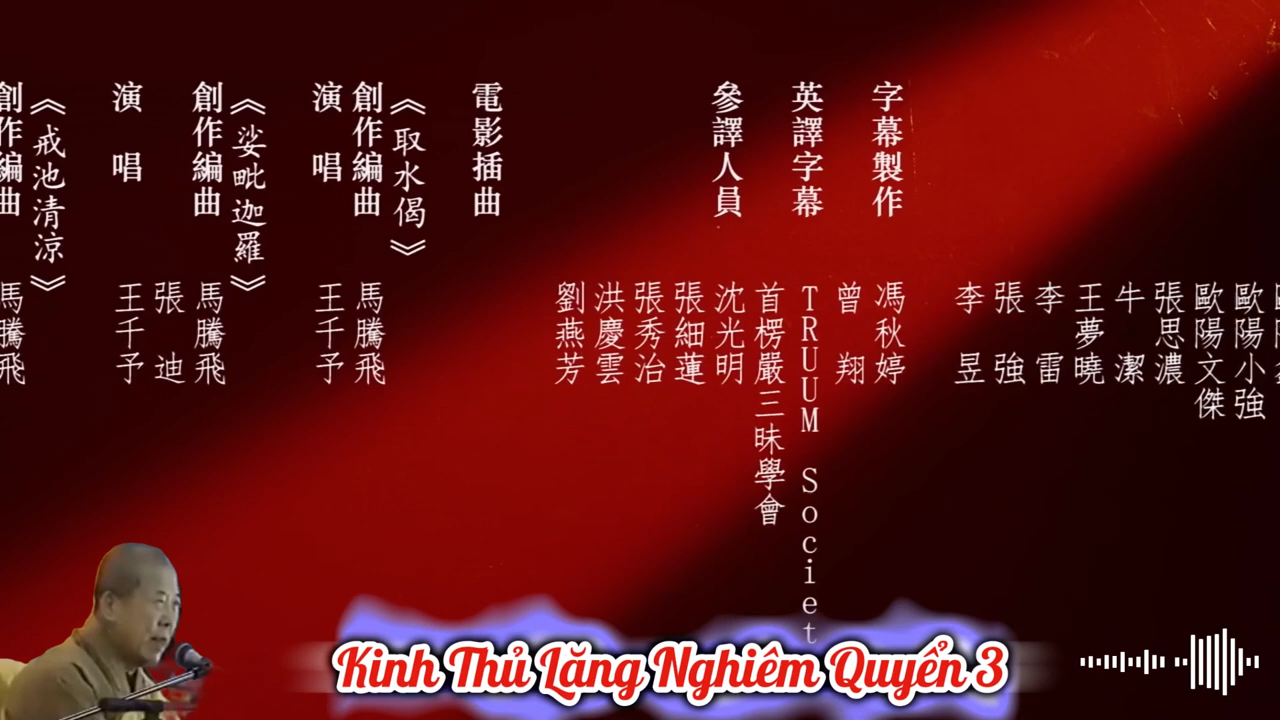 歐陽小強
歐陽文傑
張思濃
牛潔
王夢曉
李雷
張強
李昱
字幕製作
馮秋婷
曾翔
英譯字幕
TRUUM Societ
首楞嚴三昧學會
參譯人員
沈光明
張細蓮
張秀治
洪慶雲
劉燕芳
電影插曲
《取水偈》
創作編曲
馬騰飛
演唱
王千予
《娑毗迦羅》
創作編曲
馬騰飛
張迪
演唱
王千予
《戒池清涼》
創作編曲
馬騰飛
Kinh Thủ Lăng Nghiêm Quyển 3